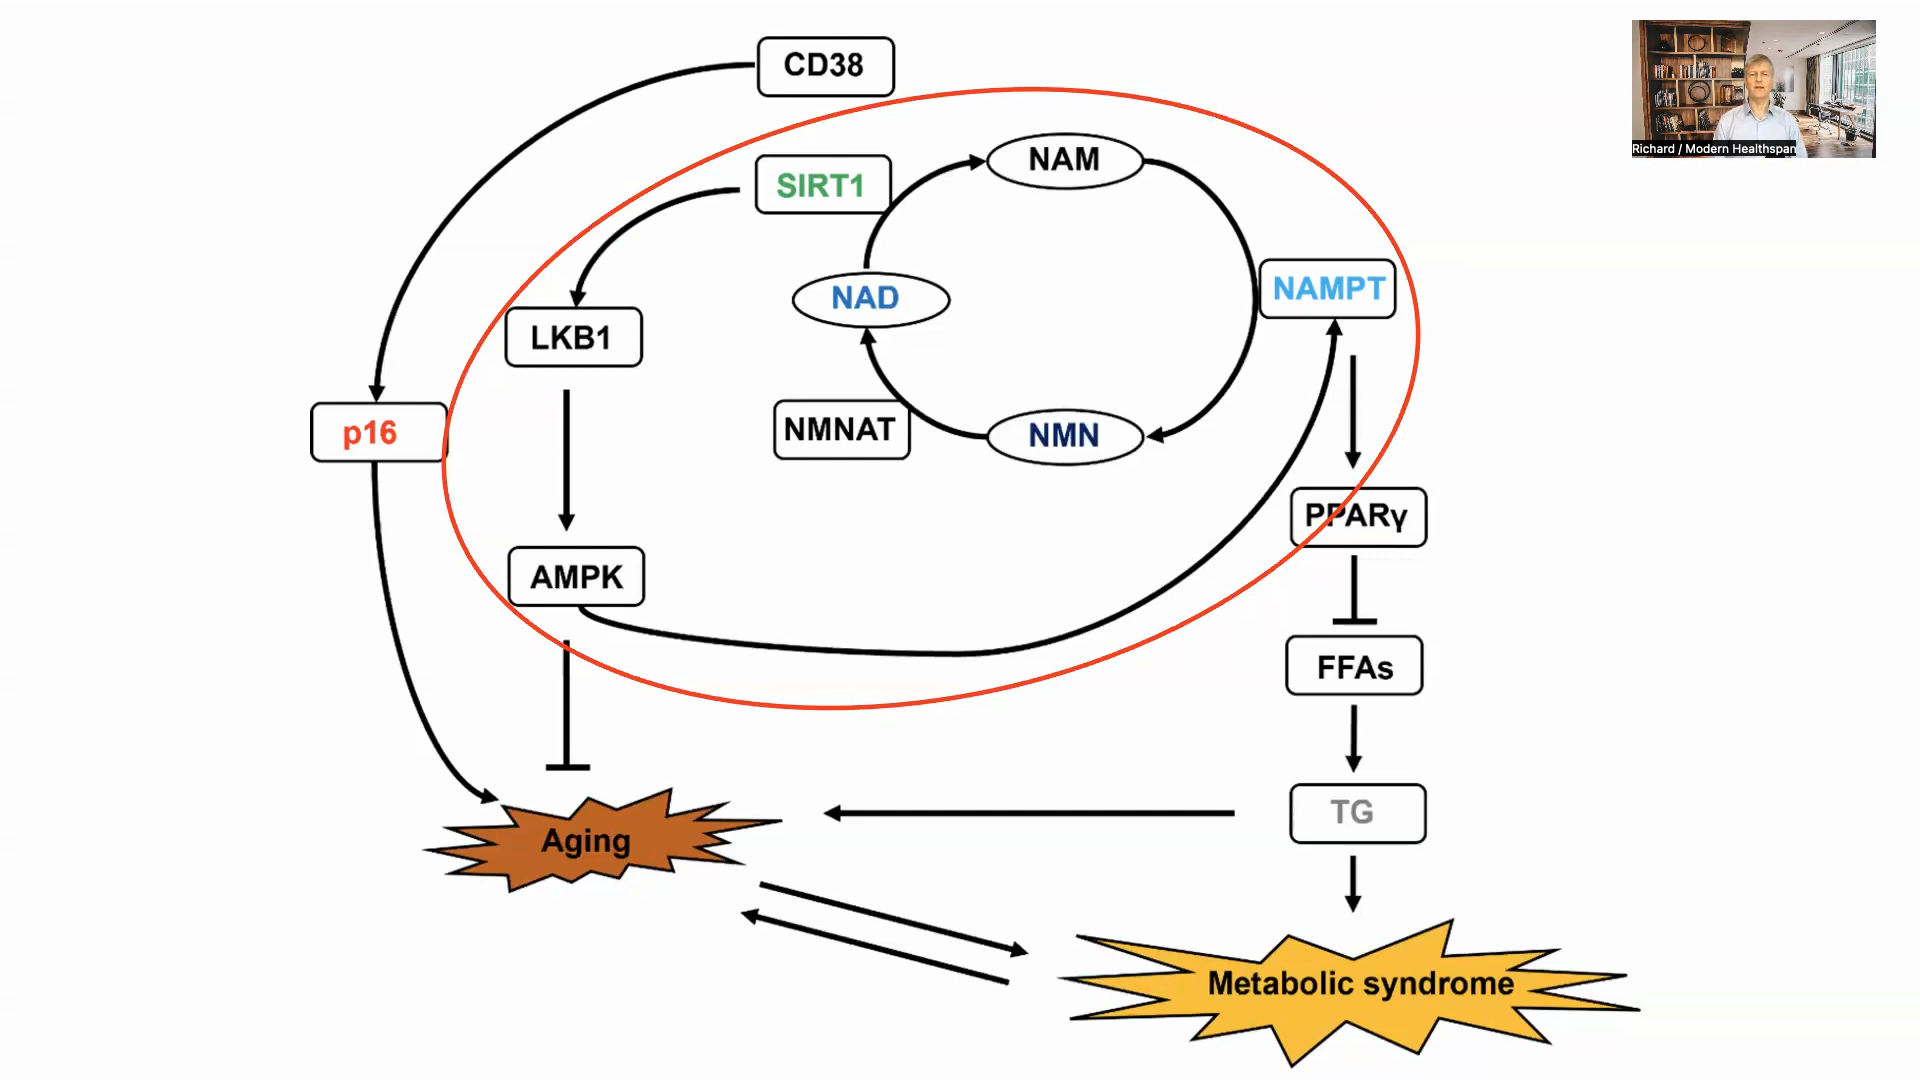 CD38
Richard / Modern Healthspan
NAM
SIRT1
NAMPT
NAD
LKB1
p16
NMNAT
NMN
PPARγ
AMPK
FFAs
TG
Aging
Metabolic syndrome